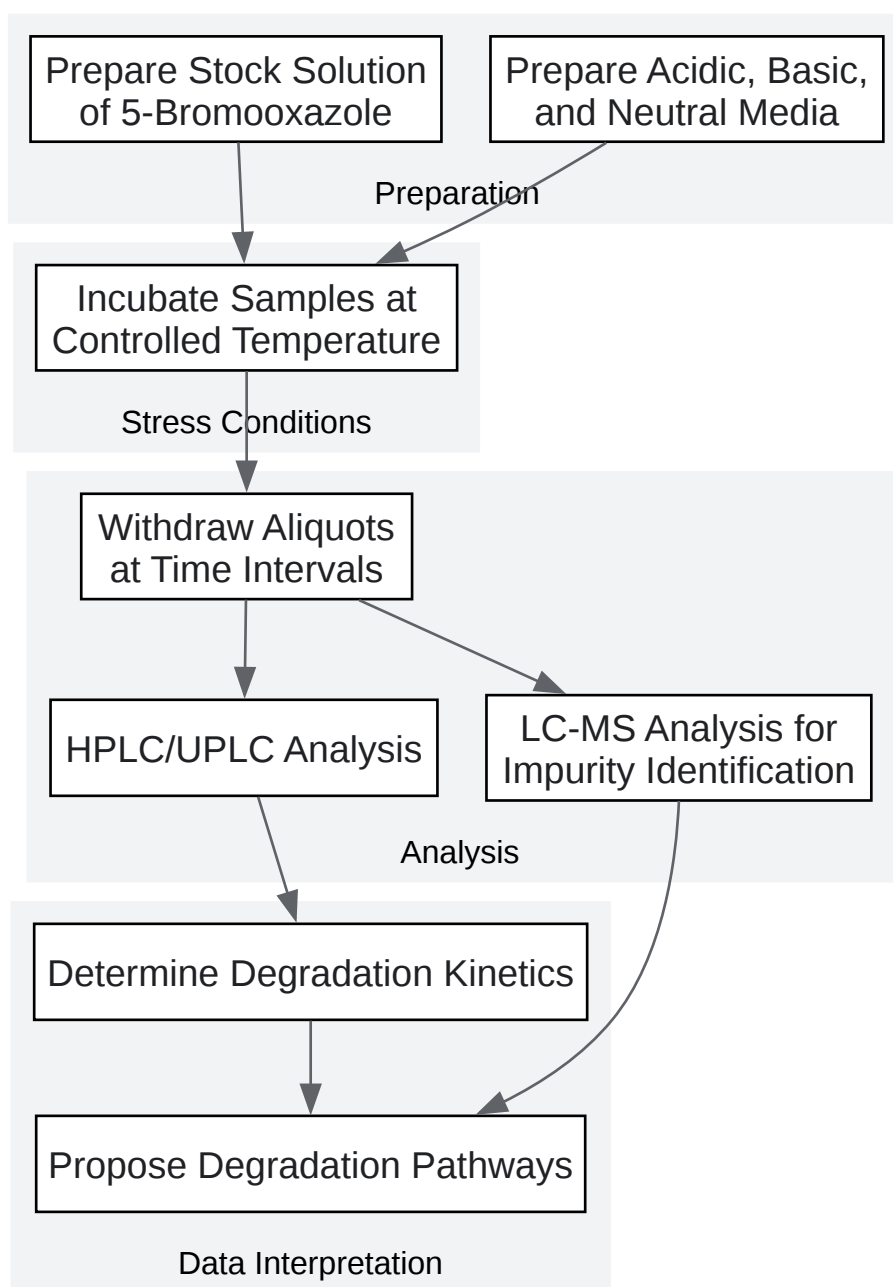 Prepare Stock Solution
of 5-Bromooxazole
Prepare Acidic, Basic,
and Neutral Media
Preparation
Incubate Samples at
Controlled Temperature
Stress Conditions
Withdraw Aliquots
at Time Intervals
HPLC/UPLC Analysis
LC-MS Analysis for
Impurity Identification
Analysis
Determine Degradation Kinetics
Propose Degradation Pathways
Data Interpretation